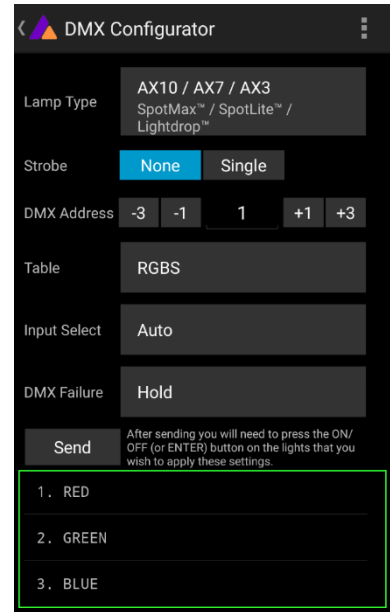 DMX Configurator
Lamp Type
AX10 / AX7 / AX3
SpotMax™ / SpotLite™ /
Lightdrop™
Strobe
None Single
DMX Address -3 -1 1 +1 +3
Table RGBS
Input Select Auto
DMX Failure Hold
Send
After sending you will need to press the ON/
OFF (or ENTER) button on the lights that you
wish to apply these settings.
1. RED
2. GREEN
3. BLUE